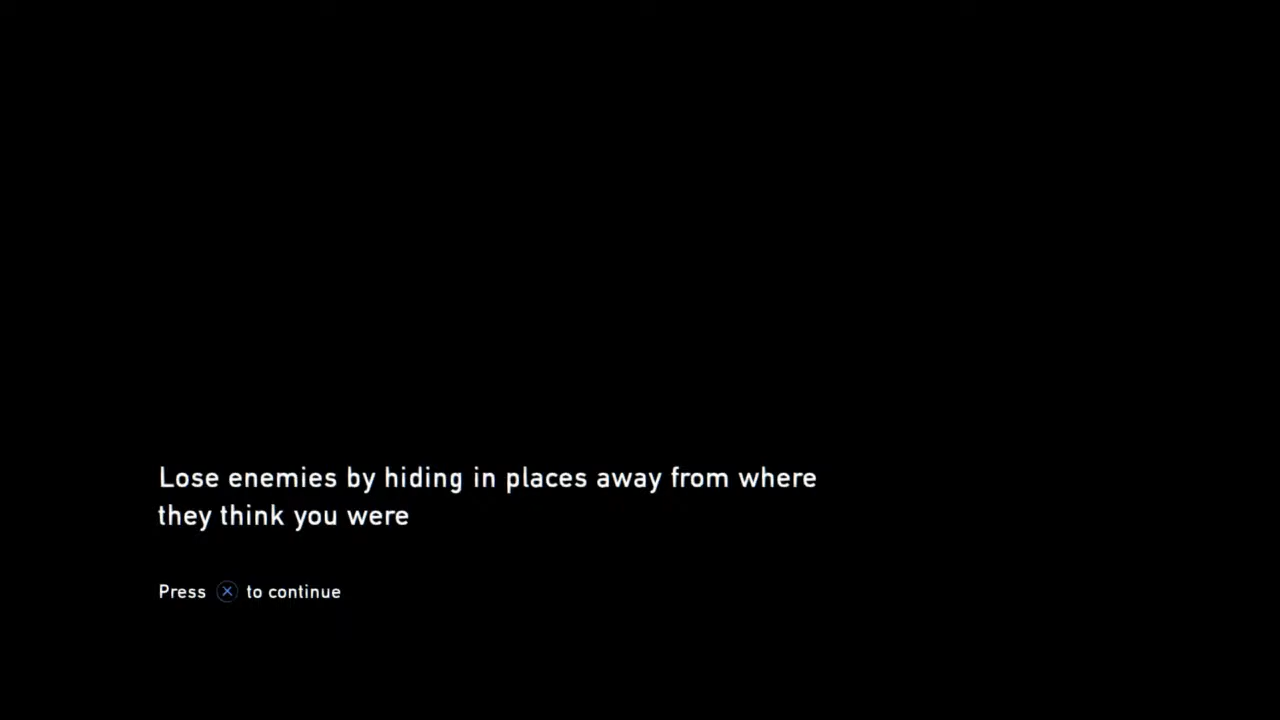 Lose enemies by hiding in places away from where
they think you were
Press ⓧ to continue